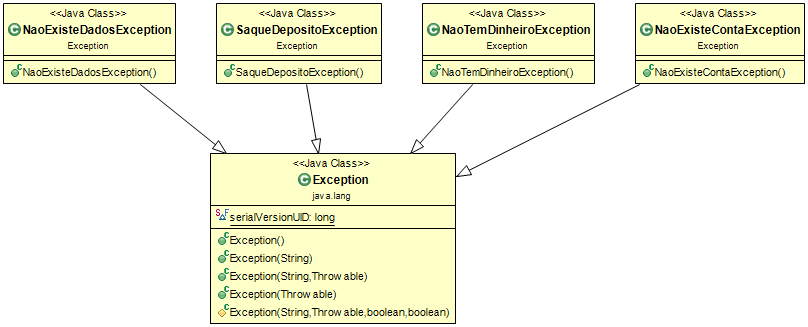 <<Java Class>>
NaoExisteDadosException
Exception
NaoExisteDadosException()
<<Java Class>>
SaqueDepositoException
Exception
SaqueDepositoException()
<<Java Class>>
NaoTemDinheiroException
Exception
NaoTemDinheiroException()
<<Java Class>>
NaoExisteContaException
Exception
NaoExisteContaException()
<<Java Class>>
Exception
java.lang
serialVersionUID: long
Exception()
Exception(String)
Exception(String,Throw able)
Exception(Throw able)
Exception(String,Throw able,boolean,boolean)